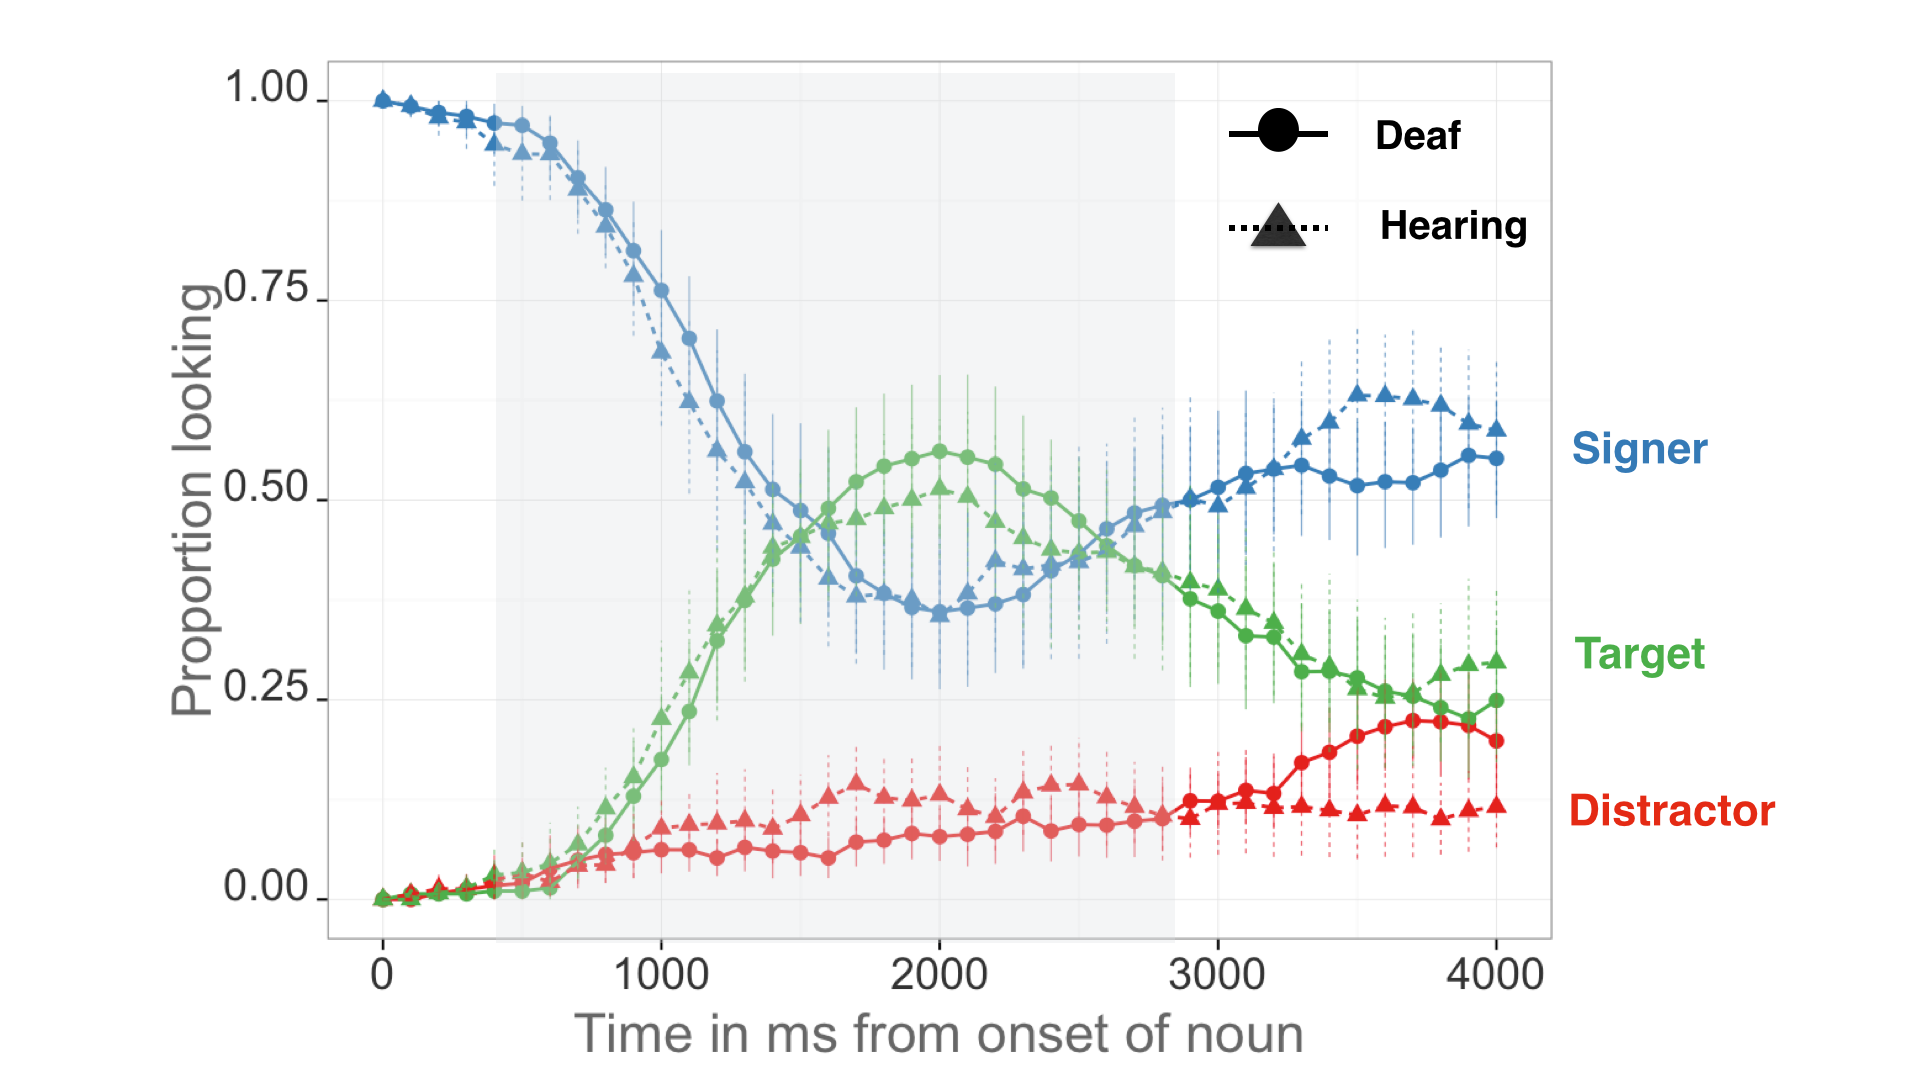 1.00
0.75
0.50
0.25
0.00
Proportion looking
0 1000 2000 3000 4000
Time in ms from onset of noun
Deaf
Hearing
Signer
Target
Distractor